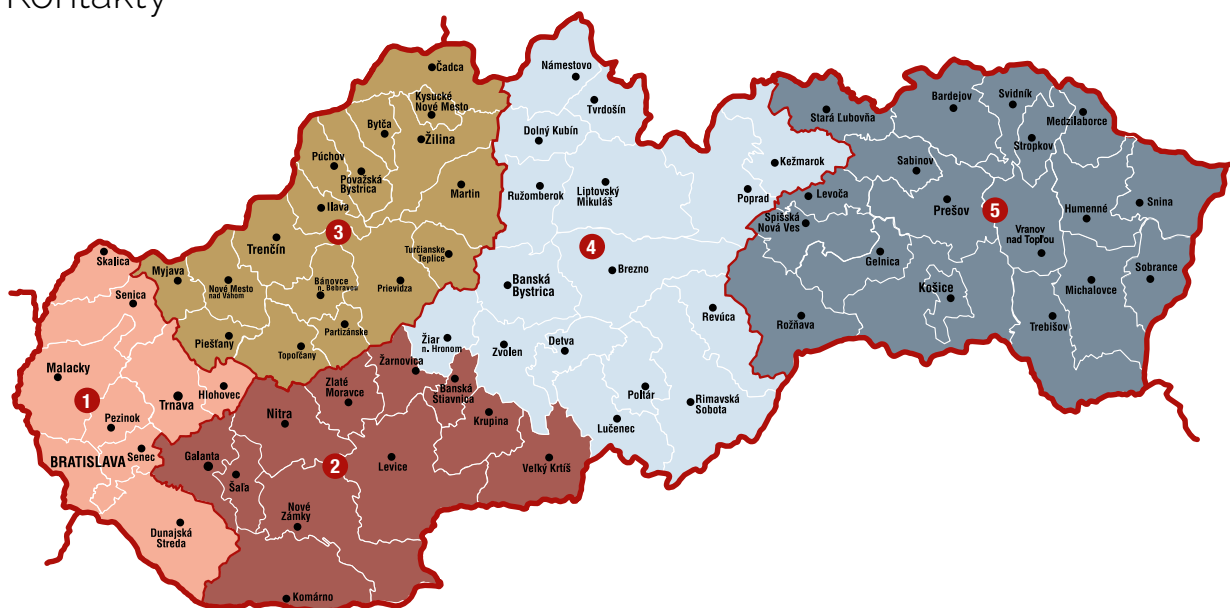 Kontakty
Čadca
Kysucké
Nové Mesto
Bytča
Žilina
Púchov
Považská
Bystrica
Martin
Ilava
3
Trenčín
Turčianske
Teplice
Myjava
Nové Mesto
nad Váhom
Bánovce
n. Bebravou
Prievidza
Partizánske
Piešťany
Topoľčany
Skalica
Senica
Malacky
1
Trnava
Hlohovec
Pezinok
BRATISLAVA
Senec
Dunajská
Streda
Žarnovica
Zlaté
Moravce
Banská
Štiavnica
Nitra
Krupina
Galanta
2
Levice
Veľký Krtíš
Šaľa
Nové
Zámky
Komárno
Námestovo
Tvrdošín
Dolný Kubín
Kežmarok
Ružomberok
Liptovský
Mikuláš
Poprad
4
Banská
Bystrica
Brezno
Revúca
Žiar
n. Hronom
Zvolen
Detva
Poltár
Rimavská
Sobota
Lučenec
Stará Ľubovňa
Bardejov
Svidník
Medzilaborce
Stropkov
Sabinov
Levoča
Prešov
5
Snina
Spišská
Nová Ves
Humenné
Vranov
nad Topľou
Gelnica
Sobrance
Košice
Michalovce
Rožňava
Trebišov